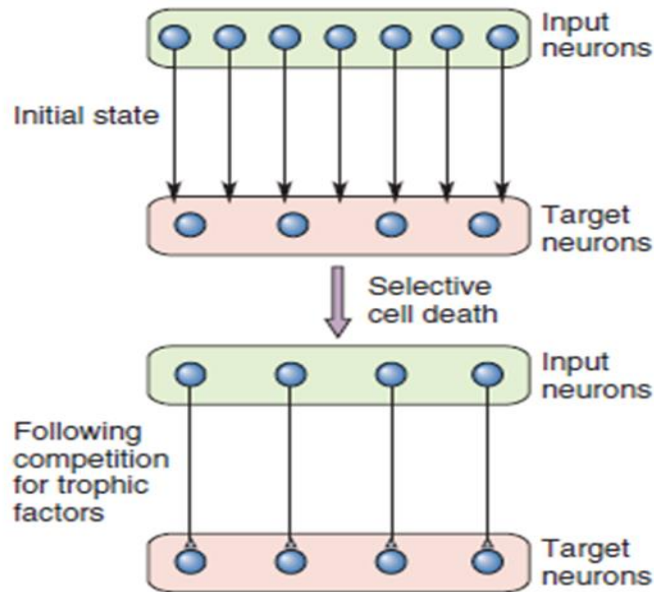 Input
neurons
Initial state
Target
neurons
Selective
cell death
Input
neurons
Following
competition
for trophic
factors
Target
neurons